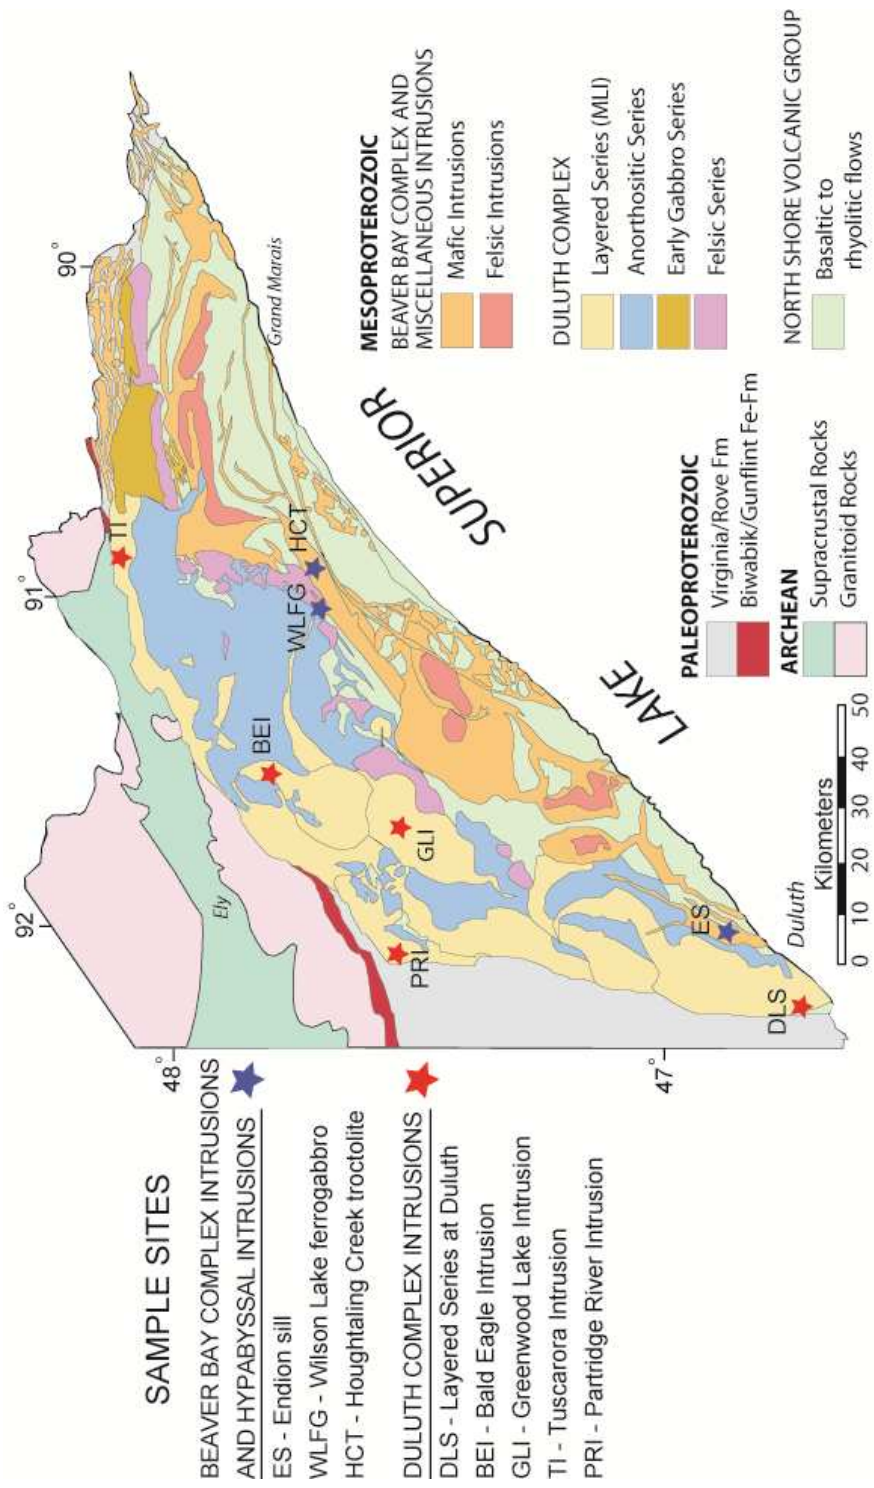 SAMPLE SITES
BEAVER BAY COMPLEX INTRUSIONS
AND HYPABYSSAL INTRUSIONS
ES - Endion sill
WLFG - Wilson Lake ferrogabbro
HCT - Houghtaling Creek troctolite
DULUTH COMPLEX INTRUSIONS
DLS - Layered Series at Duluth
BEI - Bald Eagle Intrusion
GLI - Greenwood Lake Intrusion
TI - Tuscarora Intrusion
PRI - Partridge River Intrusion
92°
91°
90°
48°
47°
Ely
TI
BEI
WLFG
HCT
Grand Marais
PRI
GLI
ES
DLS
Duluth
LAKE
SUPERIOR
Kilometers
0 10 20 30 40 50
PALEOPROTEROZOIC
Virginia/Rove Fm
Biwabik/Gunflint Fe-Fm
ARCHEAN
Supracrustal Rocks
Granitoid Rocks
MESOPROTEROZOIC
BEAVER BAY COMPLEX AND
MISCELLANEOUS INTRUSIONS
Mafic Intrusions
Felsic Intrusions
DULUTH COMPLEX
Layered Series (MLI)
Anorthositic Series
Early Gabbro Series
Felsic Series
NORTH SHORE VOLCANIC GROUP
Basaltic to
rhyolitic flows